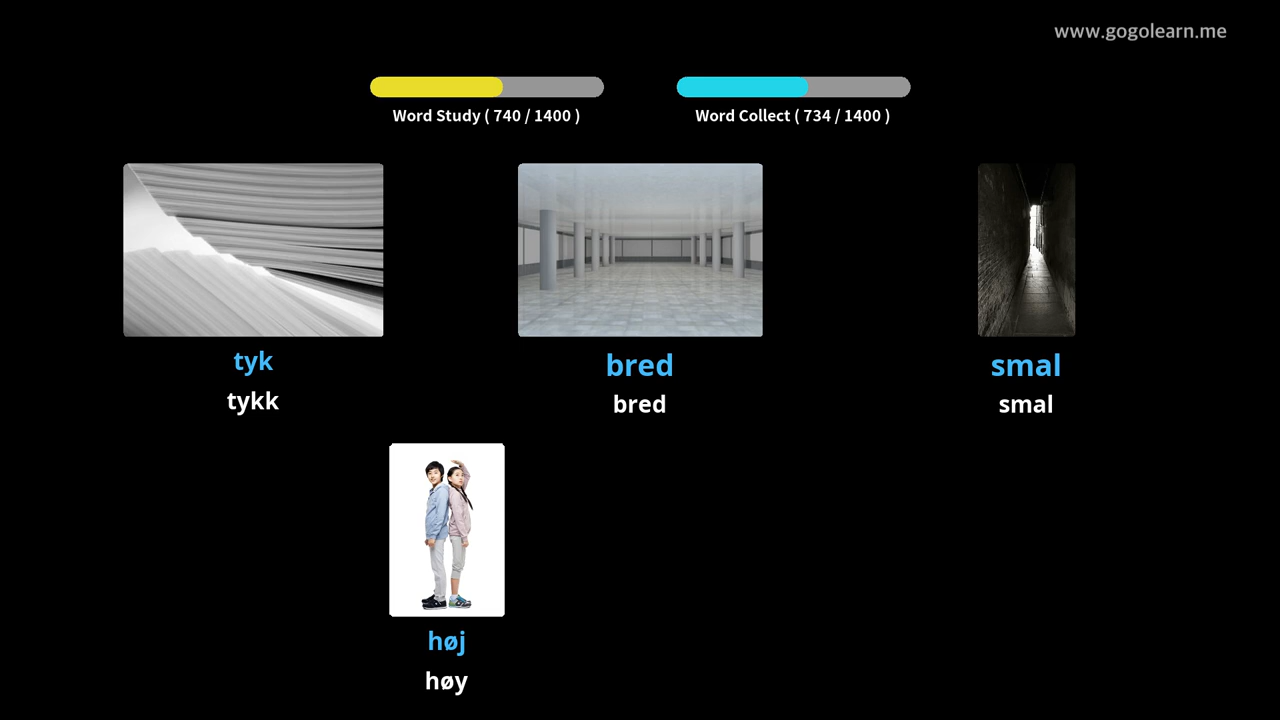 www.gogolearn.me
Word Study ( 740 / 1400 )
Word Collect ( 734 / 1400 )
tyk
tykk
bred
bred
smal
smal
høj
høy